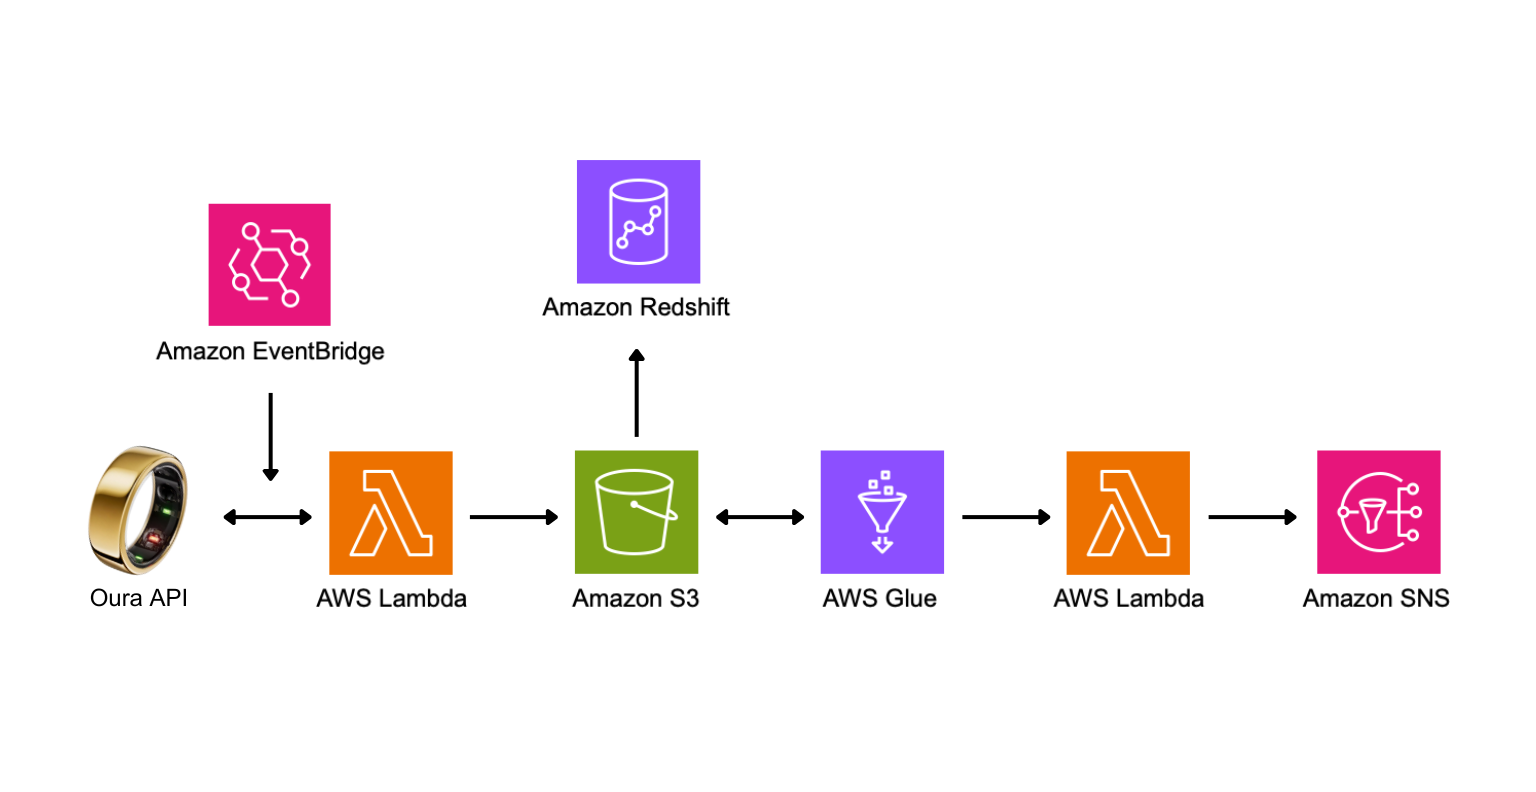 Amazon Redshift
Amazon EventBridge
Oura API
AWS Lambda
Amazon S3
AWS Glue
AWS Lambda
Amazon SNS